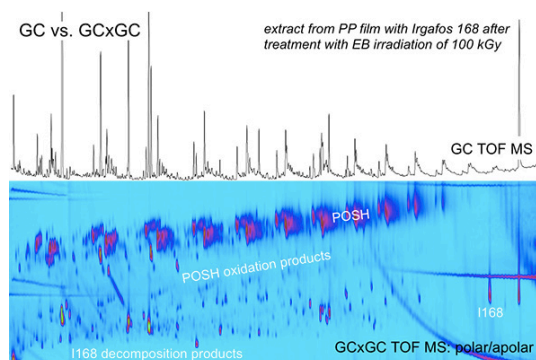 GC vs. GCxGC
extract from PP film with Irgafos 168 after
treatment with EB irradiation of 100 kGy
GC TOF MS
POSH
POSH oxidation products
I168
I168 decomposition products
GCxGC TOF MS: polar/apolar